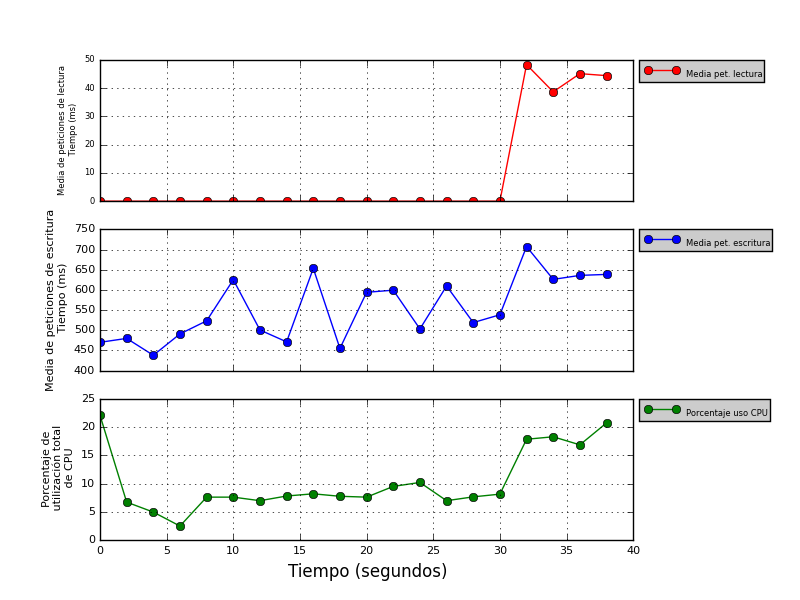 Media de peticiones de lectura
Tiempo (ms)
50
40
30
20
10
0
Media pet. lectura
Media de peticiones de escritura
Tiempo (ms)
750
700
650
600
550
500
450
400
Media pet. escritura
Porcentaje de
utilización total
de CPU
25
20
15
10
5
0
Porcentaje uso CPU
0 5 10 15 20 25 30 35 40
Tiempo (segundos)